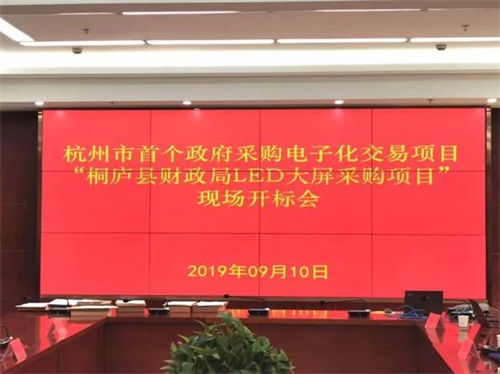 杭州市首个政府采购电子化交易项目
“桐庐县财政局LED大屏采购项目”
现场开标会
2019年09月10日